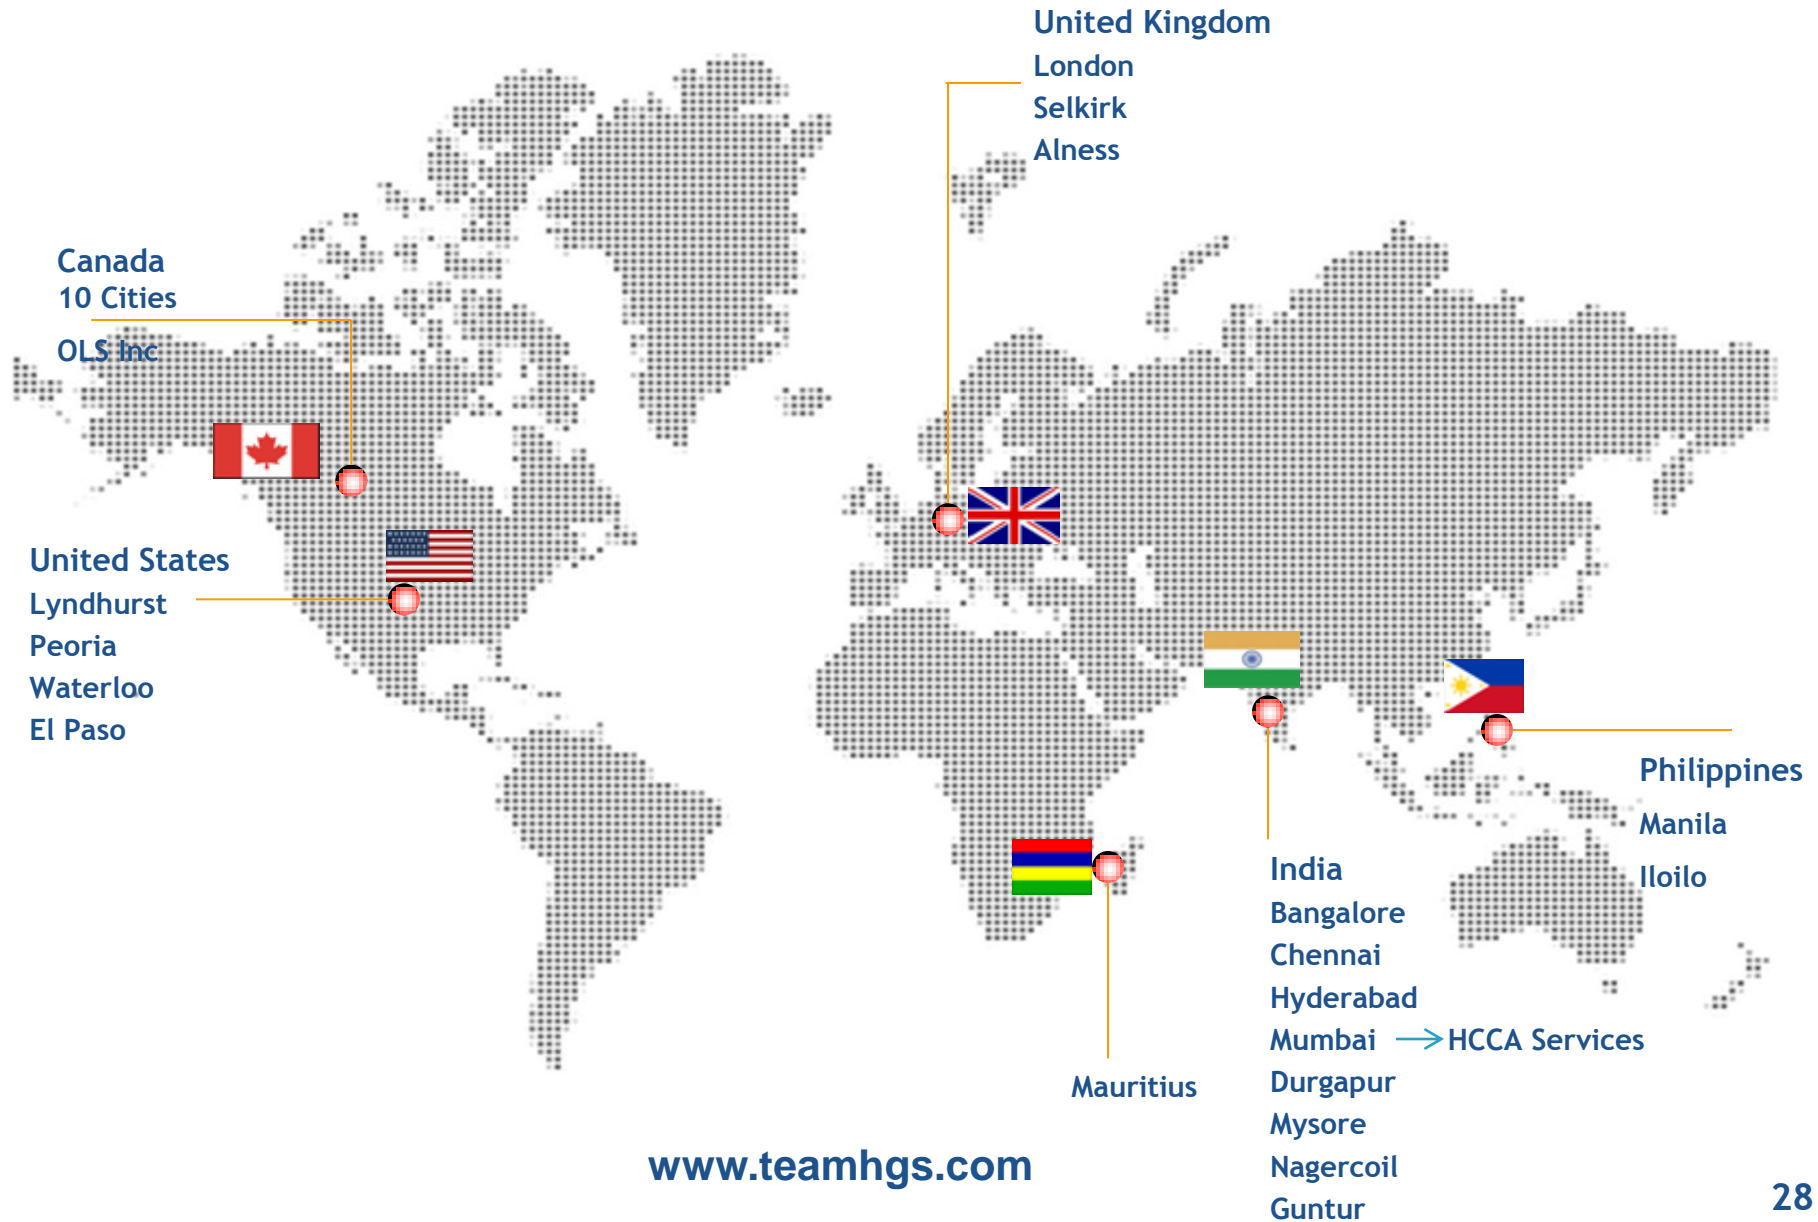 United Kingdom
London
Selkirk
Alness
Canada
10 Cities
OLS Inc
United States
Lyndhurst
Peoria
Waterloo
El Paso
Philippines
Manila
Iloilo
India
Bangalore
Chennai
Hyderabad
Mumbai → HCCA Services
Durgapur
Mysore
Nagercoil
Guntur
Mauritius
www.teamhgs.com
28